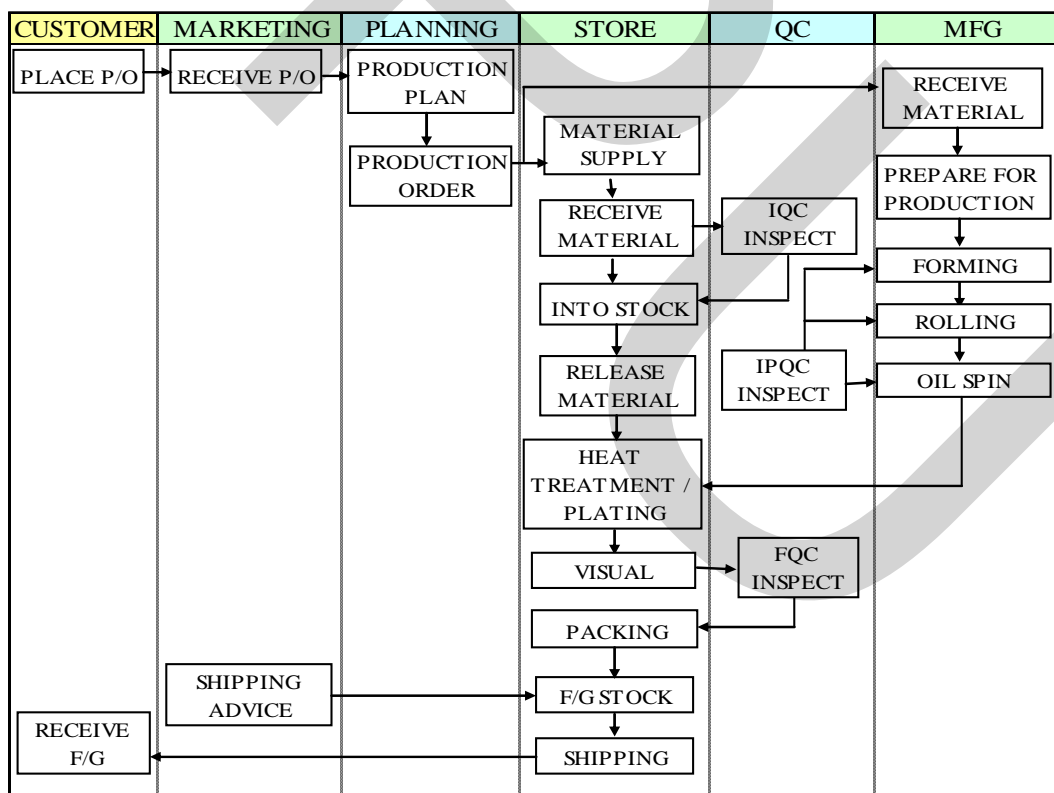 CUSTOMER
MARKETING
PLANNING
STORE
QC
MFG
PLACE P/O
RECEIVE P/O
PRODUCTION
PLAN
RECEIVE
MATERIAL
MATERIAL
SUPPLY
PRODUCTION
ORDER
PREPARE FOR
PRODUCTION
RECEIVE
MATERIAL
IQC
INSPECT
FORMING
INTO STOCK
ROLLING
RELEASE
MATERIAL
IPQC
INSPECT
OIL SPIN
HEAT
TREATMENT /
PLATING
VISUAL
FQC
INSPECT
PACKING
SHIPPING
ADVICE
F/G STOCK
RECEIVE
F/G
SHIPPING